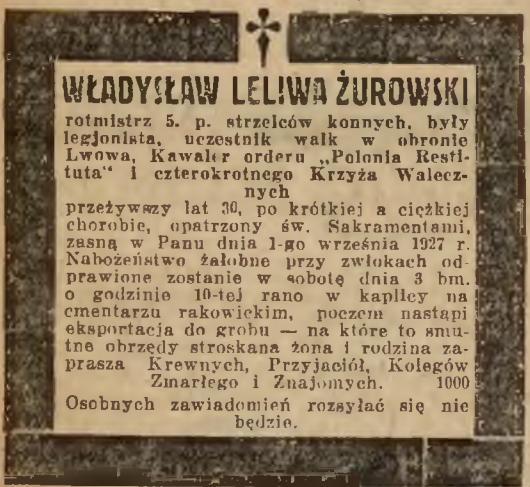 WŁADYSŁAW LELIWA ŻUROWSKI
rotmistrz 5. p. strzelców konnych, były
legjonista, uczestnik walk w obronie
Lwowa, Kawaler orderu „Polonia Resti-
tuta" i czterokrotnego Krzyża Walecz-
nych
przeżywszy lat 30, po krótkiej a ciężkiej
chorobie, opatrzony św. Sakramentami,
zasną w Panu dnia 1-go września 1927 r.
Nabożeństwo żałobne przy zwłokach od-
prawione zostanie w sobotę dnia 3 bm.
o godzinie 10-tej rano w kaplicy na
cmentarzu rakowickim, poczem nastąpi
eksportacja do grobu — na które to smu-
tne obrzędy stroskana żona i rodzina za-
prasza Krewnych, Przyjaciół, Kolegów
Zmarłego i Znajomych. 1000
Osobnych zawiadomień rozsyłać się nie
będzie.